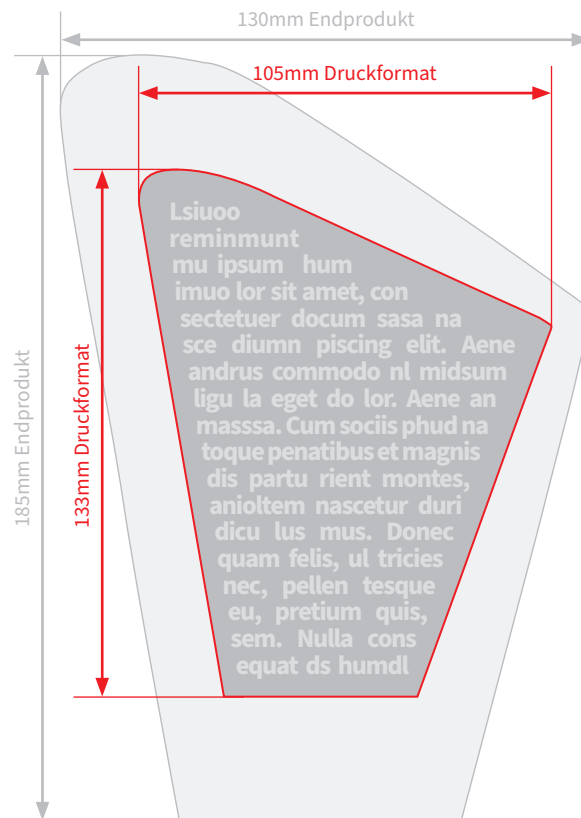 130mm Endprodukt
105mm Druckformat
185mm Endprodukt
133mm Druckformat
Lsiuoo
reminmunt
mu ipsum hum
imuo lor sit amet, con
sectetuer docum sasa na
sce diumn piscing elit. Aene
andrus commodo nl midsum
ligu la eget do lor. Aene an
masssa. Cum sociis phud na
toque penatibus et magnis
dis partu rient montes,
anioltem nascetur duri
dicu lus mus. Donec
quam felis, ul tricies
nec, pellen tesque
eu, pretium quis,
sem. Nulla cons
equat ds humdl